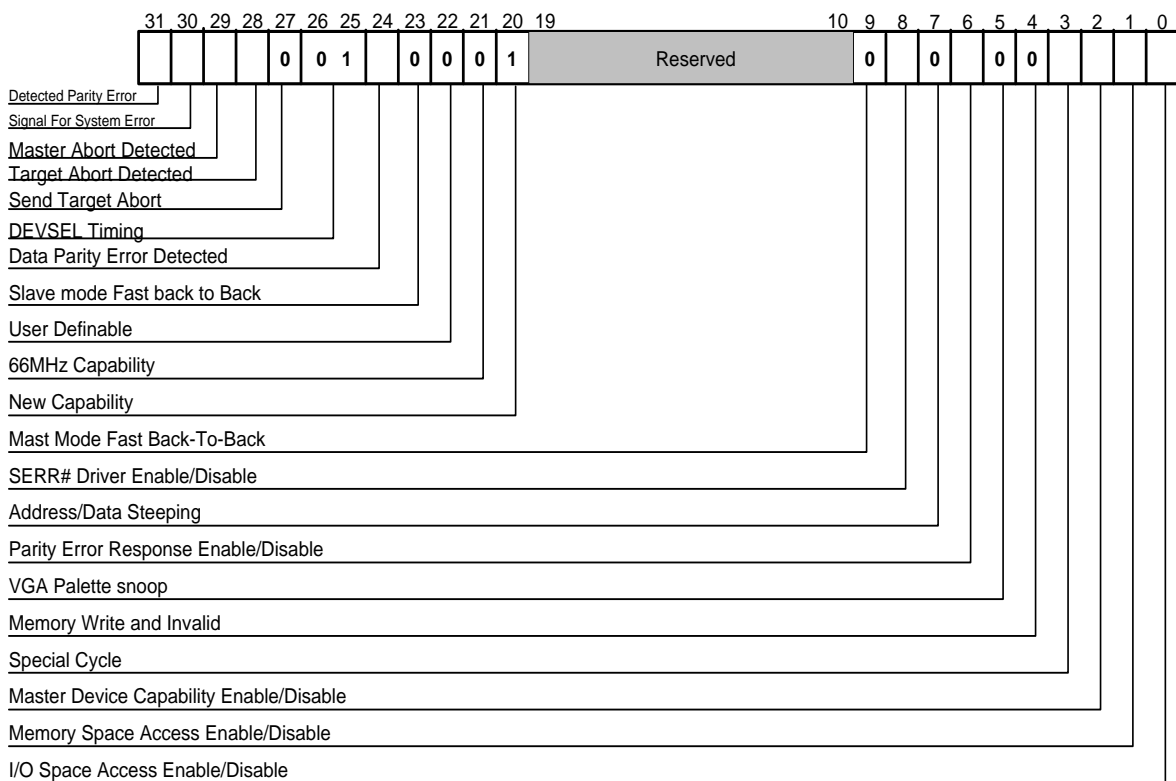 31 30 29 28 27 26 25 24 23 22 21 20 19 10 9 8 7 6 5 4 3 2 1 0
0 0 1 0 0 0 1 Reserved 0 0 0 0
Detected Parity Error
Signal For System Error
Master Abort Detected
Target Abort Detected
Send Target Abort
DEVSEL Timing
Data Parity Error Detected
Slave mode Fast back to Back
User Definable
66MHz Capability
New Capability
Mast Mode Fast Back-To-Back
SERR# Driver Enable/Disable
Address/Data Steeping
Parity Error Response Enable/Disable
VGA Palette snoop
Memory Write and Invalid
Special Cycle
Master Device Capability Enable/Disable
Memory Space Access Enable/Disable
I/O Space Access Enable/Disable